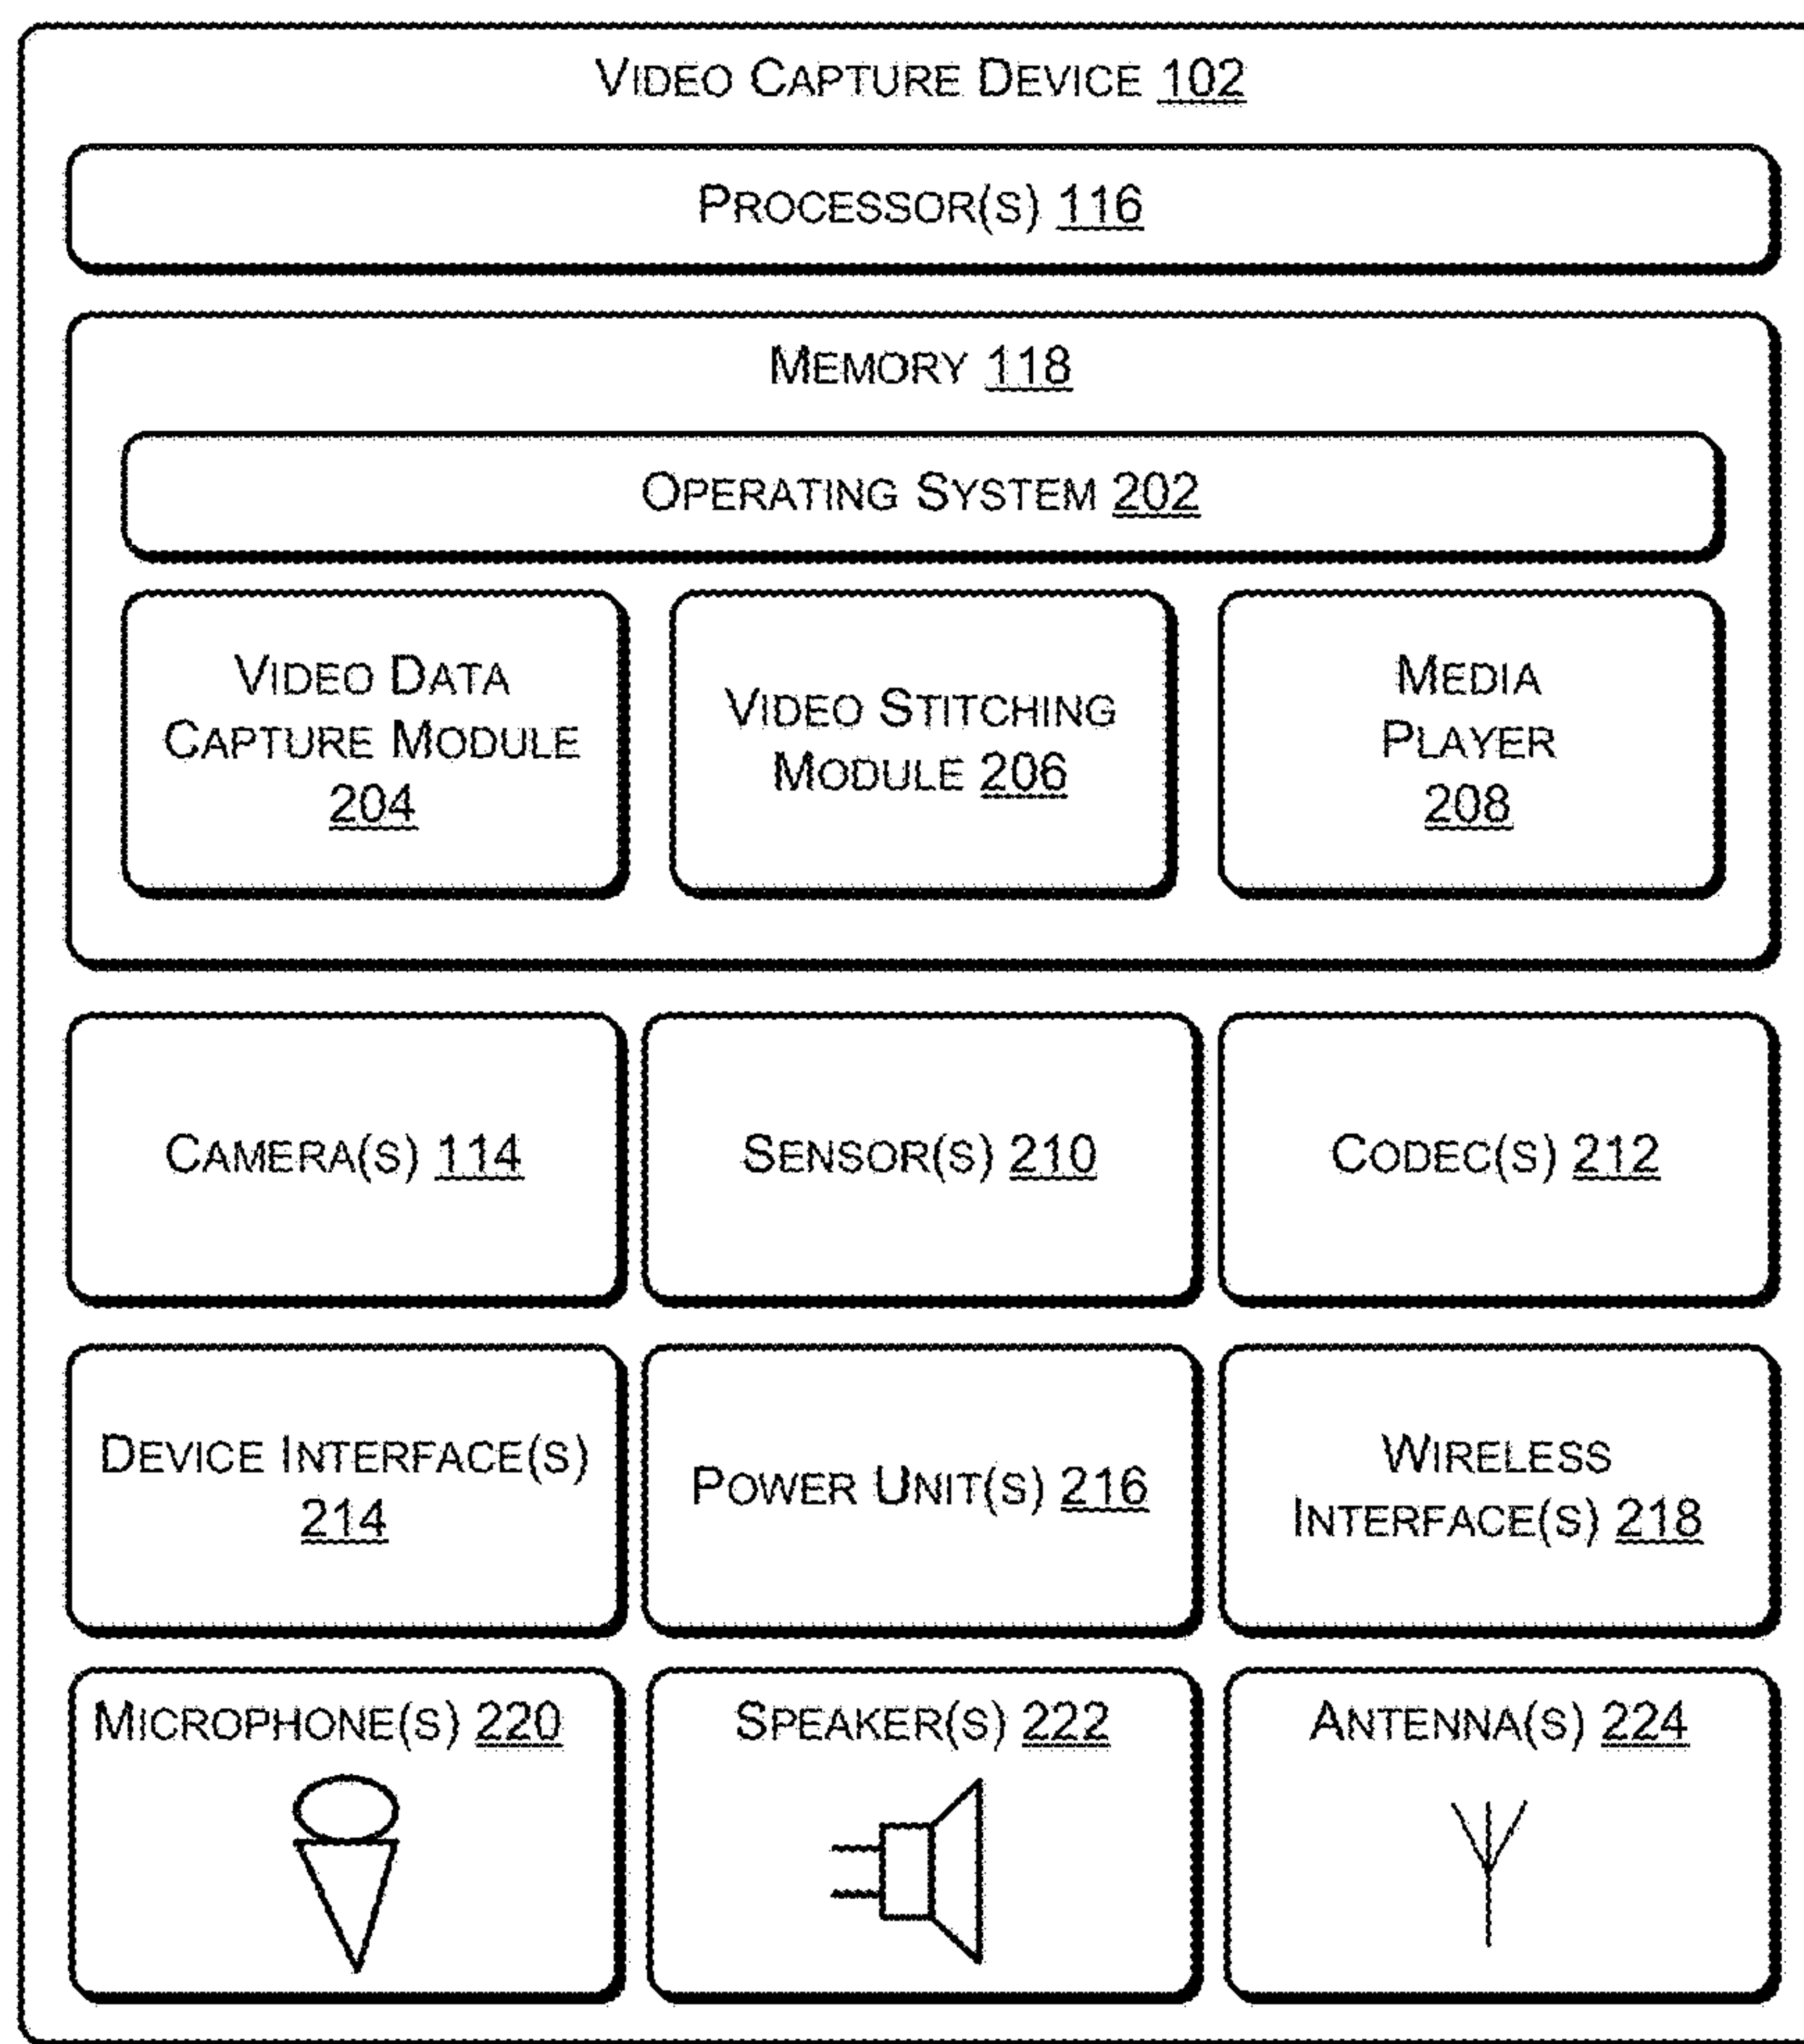 VIDEO CAPTURE DEVICE 102
PROCESSOR(S) 116
MEMORY 118
OPERATING SYSTEM 202
VIDEO DATA
CAPTURE MODULE
204
VIDEO STITCHING
MODULE 206
MEDIA
PLAYER
208
CAMERA(S) 114
SENSOR(S) 210
CODEC(S) 212
DEVICE INTERFACE(S)
214
POWER UNIT(S) 216
WIRELESS
INTERFACE(S) 218
MICROPHONE(S) 220
SPEAKER(S) 222
ANTENNA(S) 224